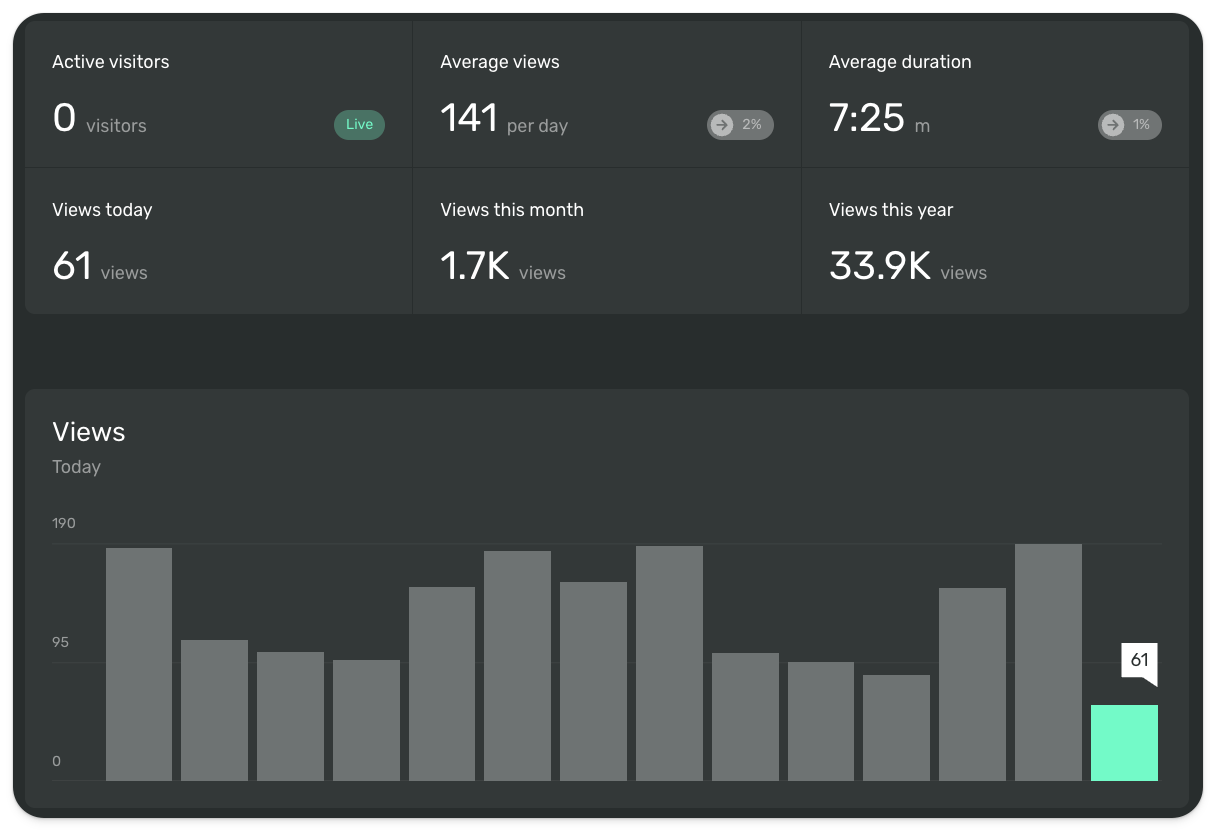 Active visitors
0 visitors
Live
Average views
141 per day
2%
Average duration
7:25 m
1%
Views today
61 views
Views this month
1.7K views
Views this year
33.9K views
Views
Today
190
95
0
61